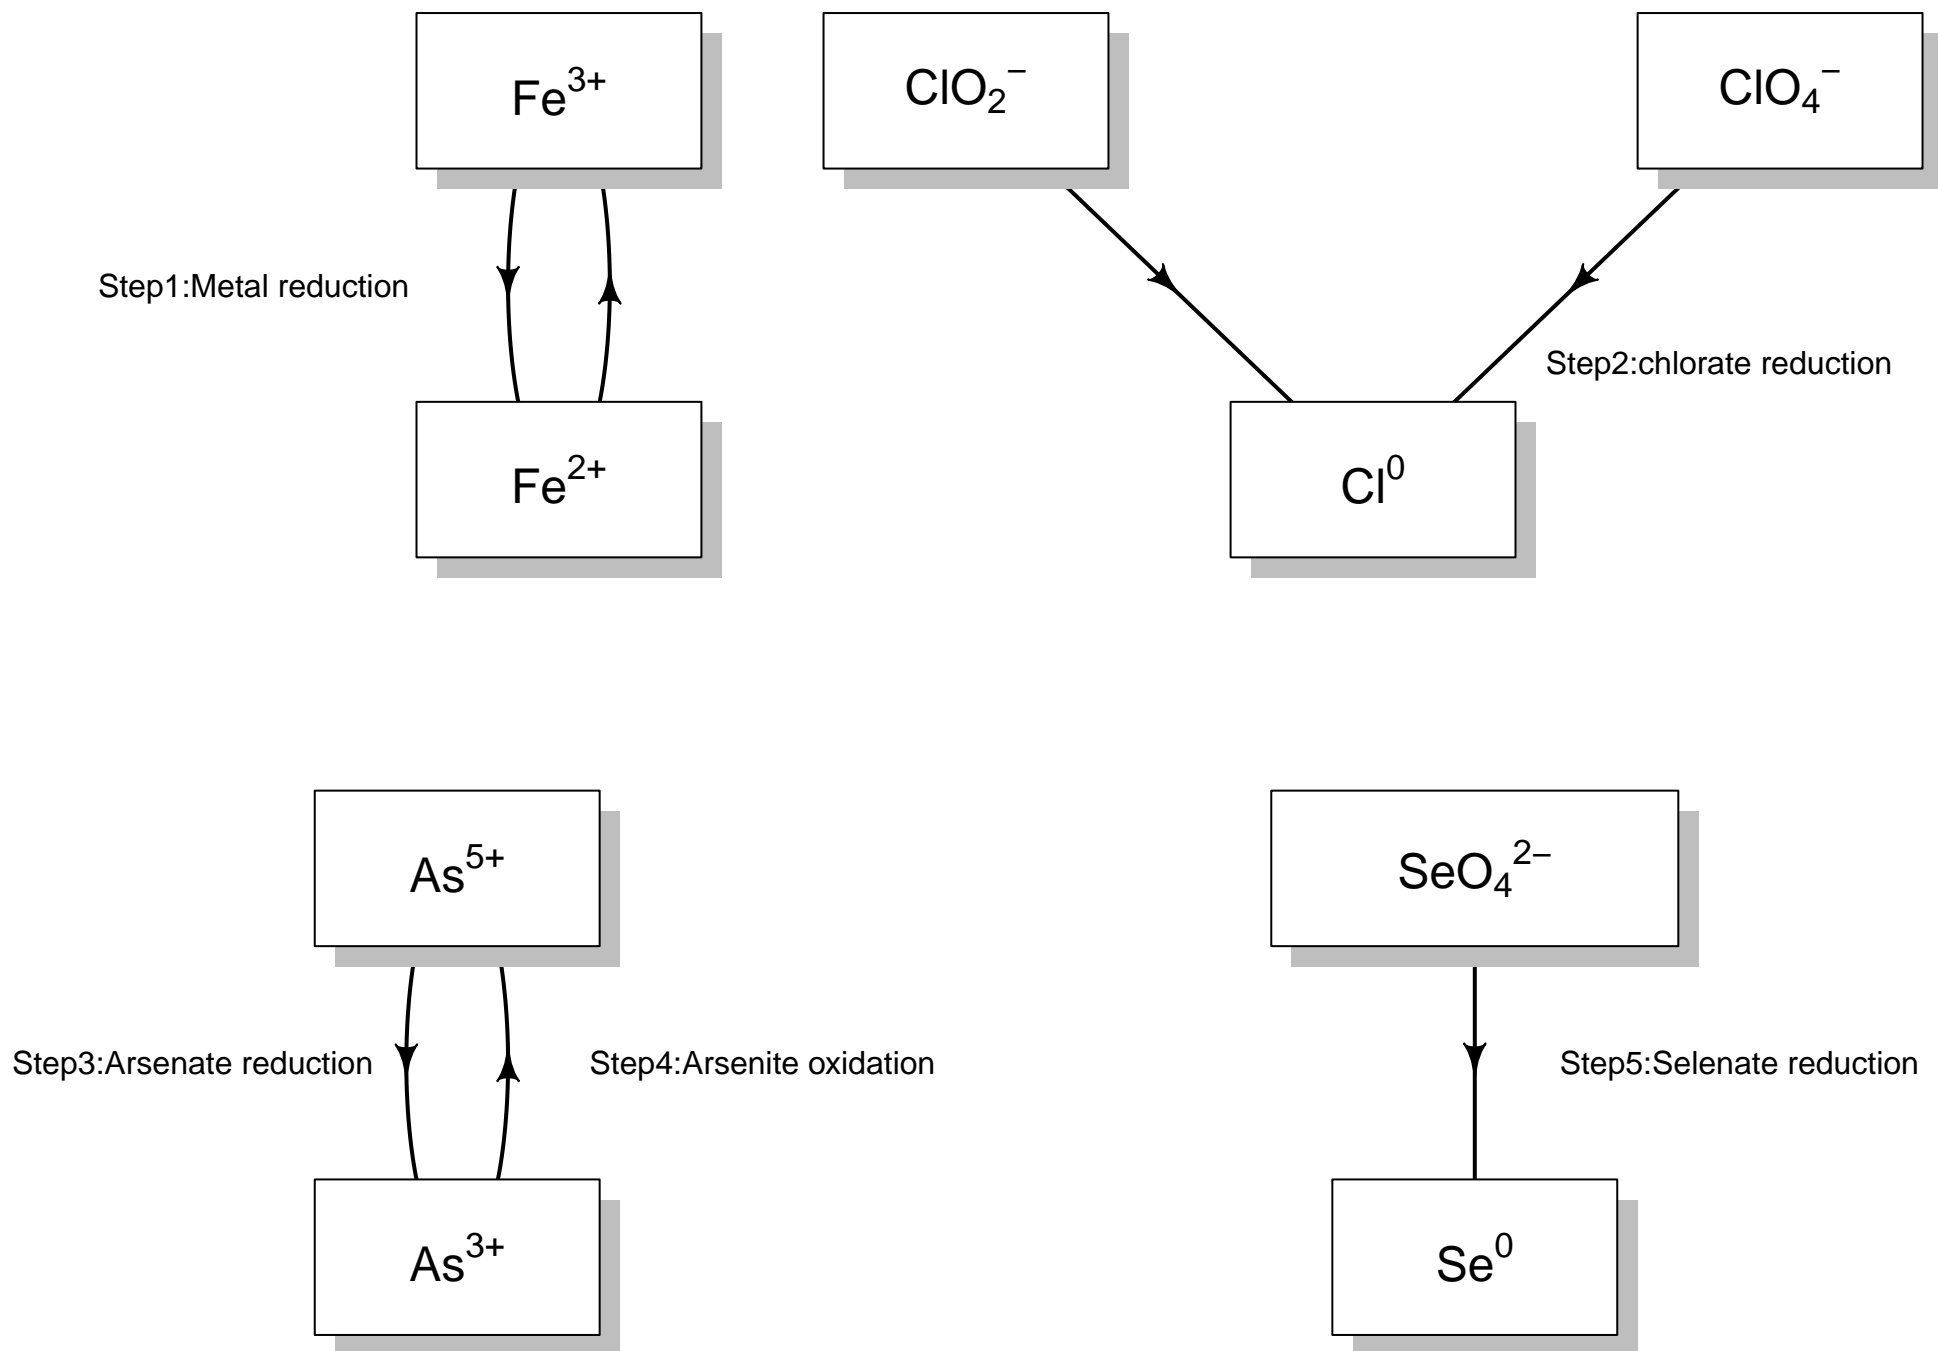 Fe³⁺
ClO₂⁻
ClO₄⁻
Step1:Metal reduction
Step2:chlorate reduction
Fe²⁺
Cl⁰
As⁵⁺
SeO₄²⁻
Step3:Arsenate reduction
Step4:Arsenite oxidation
Step5:Selenate reduction
As³⁺
Se⁰